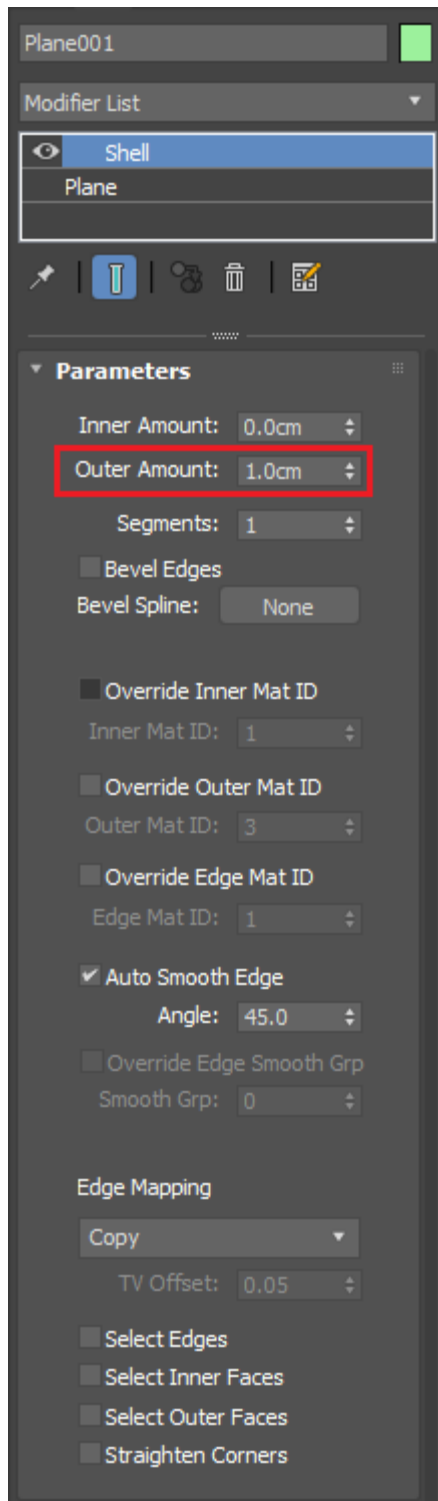 Plane001
Modifier List
Shell
Plane
Parameters
Inner Amount: 0.0cm
Outer Amount: 1.0cm
Segments: 1
Bevel Edges
Bevel Spline: None
Override Inner Mat ID
Inner Mat ID: 1
Override Outer Mat ID
Outer Mat ID: 3
Override Edge Mat ID
Edge Mat ID: 1
Auto Smooth Edge
Angle: 45.0
Override Edge Smooth Grp
Smooth Grp: 0
Edge Mapping
Copy
TV Offset: 0.05
Select Edges
Select Inner Faces
Select Outer Faces
Straighten Corners